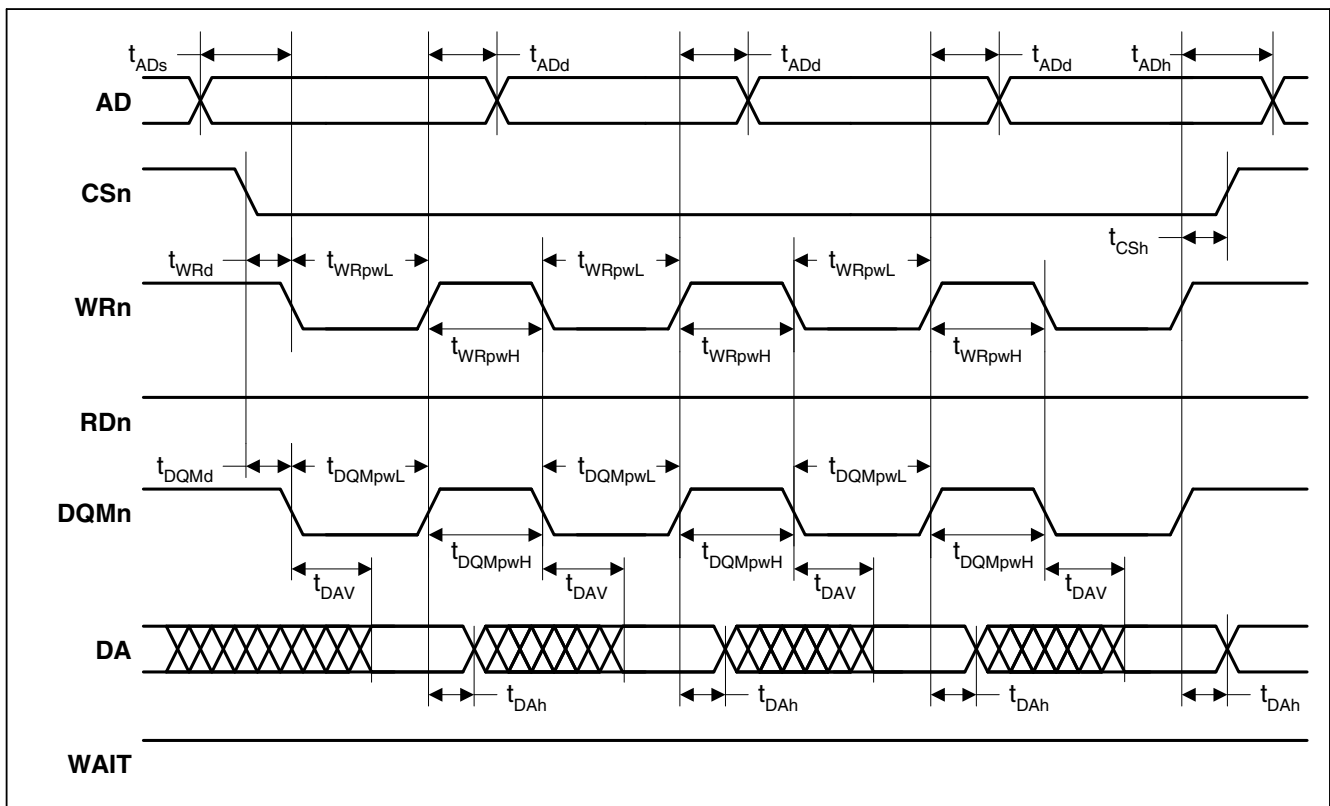 tADs tADd tADd tADd tADh
AD
CSn
tCSh
tWRd tWRpwL tWRpwL tWRpwL
WRn
tWRpwH tWRpwH tWRpwH
RDn
tDQMd tDQMpwL tDQMpwL tDQMpwL
DQMn
tDQMpwH tDQMpwH tDQMpwH
tDAV tDAV tDAV tDAV
DA
tDAh tDAh tDAh tDAh
WAIT